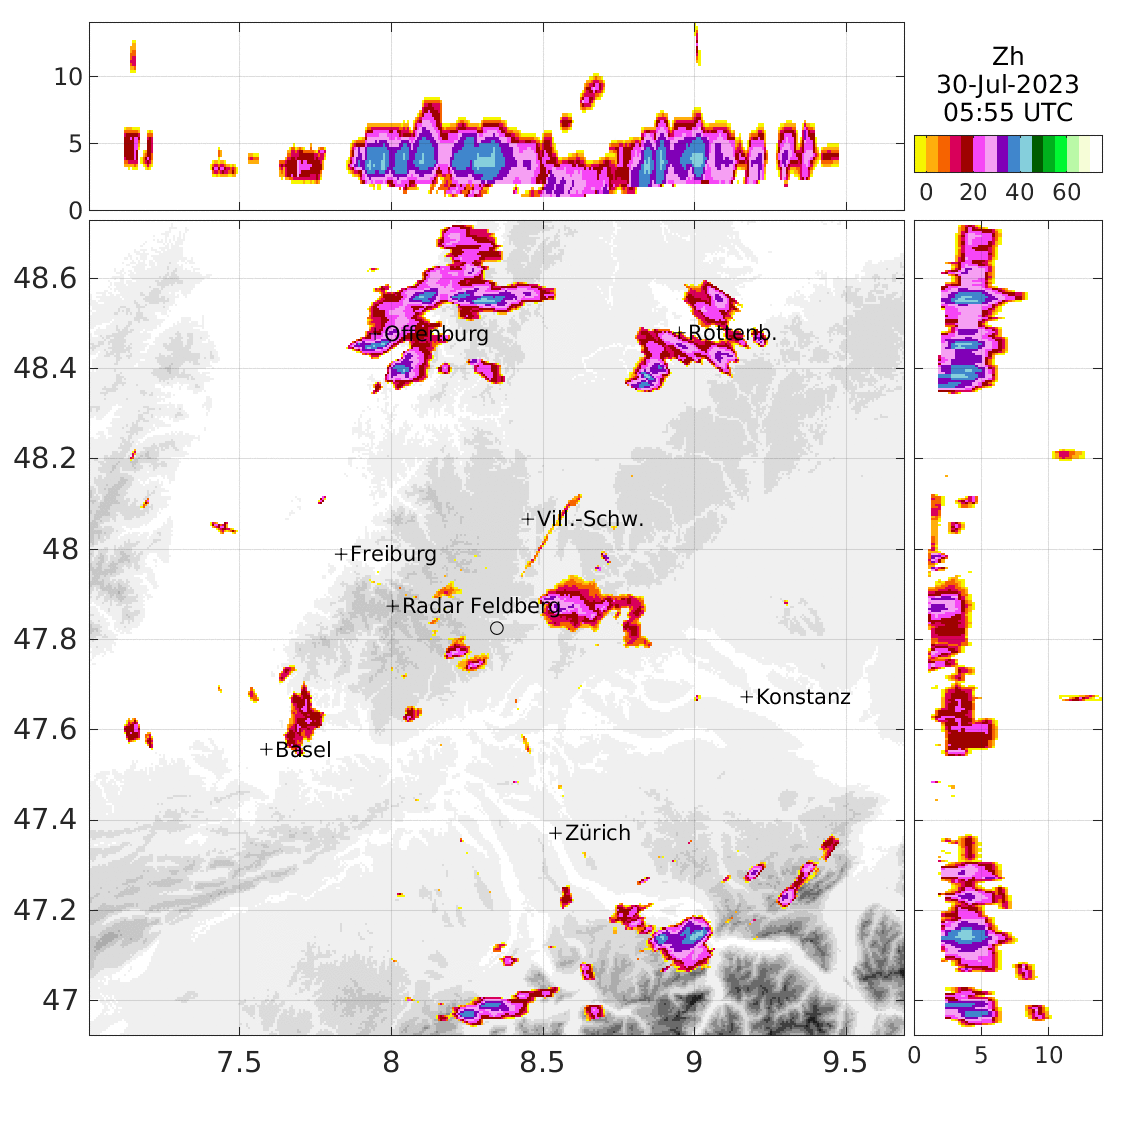 10
5
0
Zh
30-Jul-2023
05:55 UTC
0 20 40 60
48.6
48.4
48.2
48
47.8
47.6
47.4
47.2
47
+Offenburg
+Rottenb.
+Vill.-Schw.
+Freiburg
+Radar Feldberg
+Konstanz
+Basel
+Zürich
7.5 8 8.5 9 9.5
0 5 10